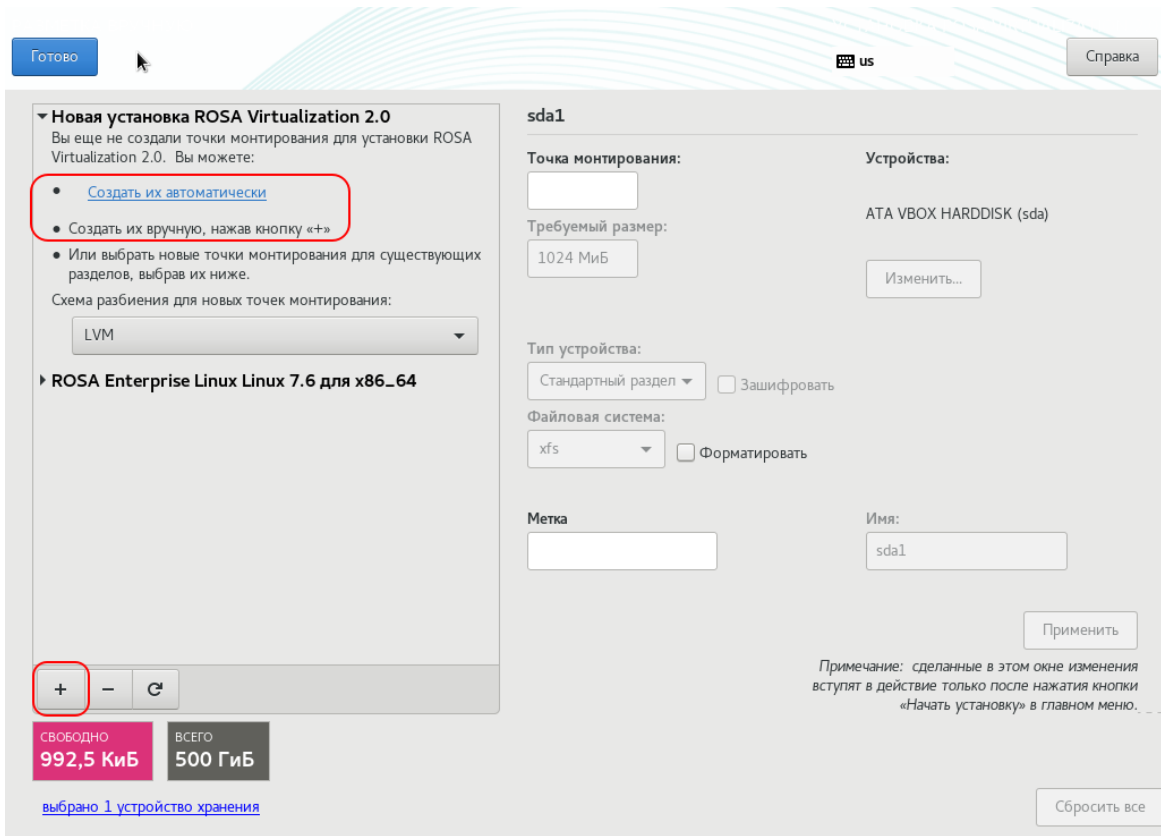 Готово
us
Справка
Новая установка ROSA Virtualization 2.0
Вы еще не создали точки монтирования для установки ROSA
Virtualization 2.0. Вы можете:
• Создать их автоматически
• Создать их вручную, нажав кнопку «+»
• Или выбрать новые точки монтирования для существующих
разделов, выбрав их ниже.
Схема разбиения для новых точек монтирования:
LVM
ROSA Enterprise Linux Linux 7.6 для x86_64
+ −
СВОБОДНО
992,5 КиБ
ВСЕГО
500 ГиБ
выбрано 1 устройство хранения
sda1
Точка монтирования:
Устройства:
ATA VBOX HARDDISK (sda)
Требуемый размер:
1024 МиБ
Изменить...
Тип устройства:
Стандартный раздел
Зашифровать
Файловая система:
xfs
Форматировать
Метка
Имя:
sda1
Применить
Примечание: сделанные в этом окне изменения
вступят в действие только после нажатия кнопки
«Начать установку» в главном меню.
Сбросить все